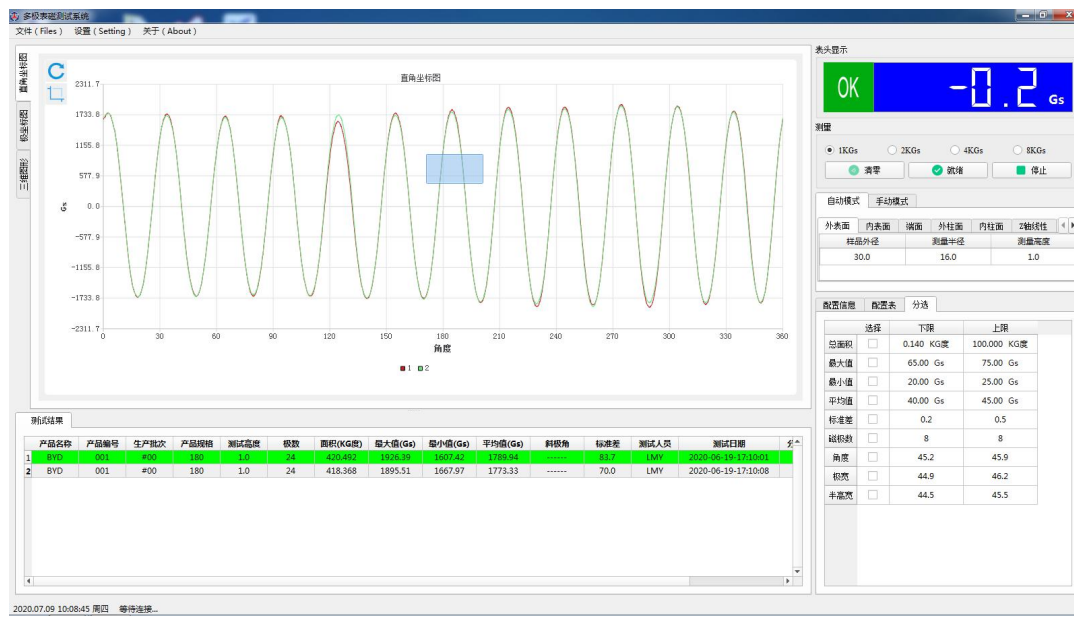 多极表磁测试系统
文件（Files） 设置（Setting） 关于（About）
直角坐标图
极坐标图
三维图形
直角坐标图
2311.7
1733.8
1155.8
577.9
0.0
-577.9
-1155.8
-1733.8
-2311.7
Gs
0 30 60 90 120 150 180 210 240 270 300 330 360
角度
1 2
表头显示
OK -0.2 Gs
测量
1KGs 2KGs 4KGs 8KGs
清零 就绪 停止
自动模式 手动模式
外表面 内表面 端面 外柱面 内柱面 Z轴线性
样品外径 测量半径 测量高度
30.0 16.0 1.0
配置信息 配置表 分选
选择 下限 上限
总面积 0.140 KG度 100.000 KG度
最大值 65.00 Gs 75.00 Gs
最小值 20.00 Gs 25.00 Gs
平均值 40.00 Gs 45.00 Gs
标准差 0.2 0.5
磁极数 8 8
角度 45.2 45.9
极宽 44.9 46.2
半高宽 44.5 45.5
测试结果
产品名称 产品编号 生产批次 产品规格 测试高度 极数 面积(KG度) 最大值(Gs) 最小值(Gs) 平均值(Gs) 斜极角 标准差 测试人员 测试日期
1 BYD 001 #00 180 1.0 24 420.492 1926.39 1607.42 1789.94 ------ 83.7 LMY 2020-06-19-17:10:01
2 BYD 001 #00 180 1.0 24 418.368 1895.51 1667.97 1773.33 ------ 70.0 LMY 2020-06-19-17:10:08
2020.07.09 10:08:45 周四 等待连接...